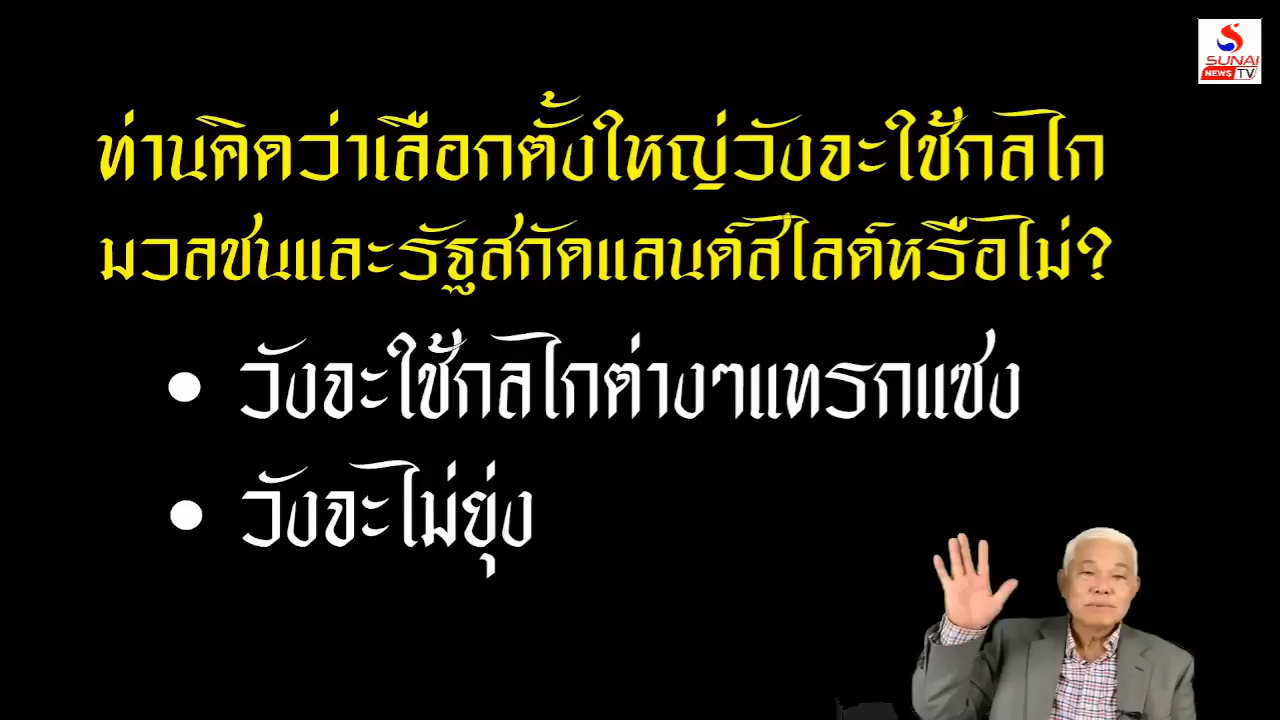 SUNAI
NEWS TV
ท่านคิดว่าเลือกตั้งใหญ่วังจะใช้กลไก
มวลชนและรัฐสกัดแลนด์สไลด์หรือไม่?
• วังจะใช้กลไกต่างๆแทรกแซง
• วังจะไม่ยุ่ง